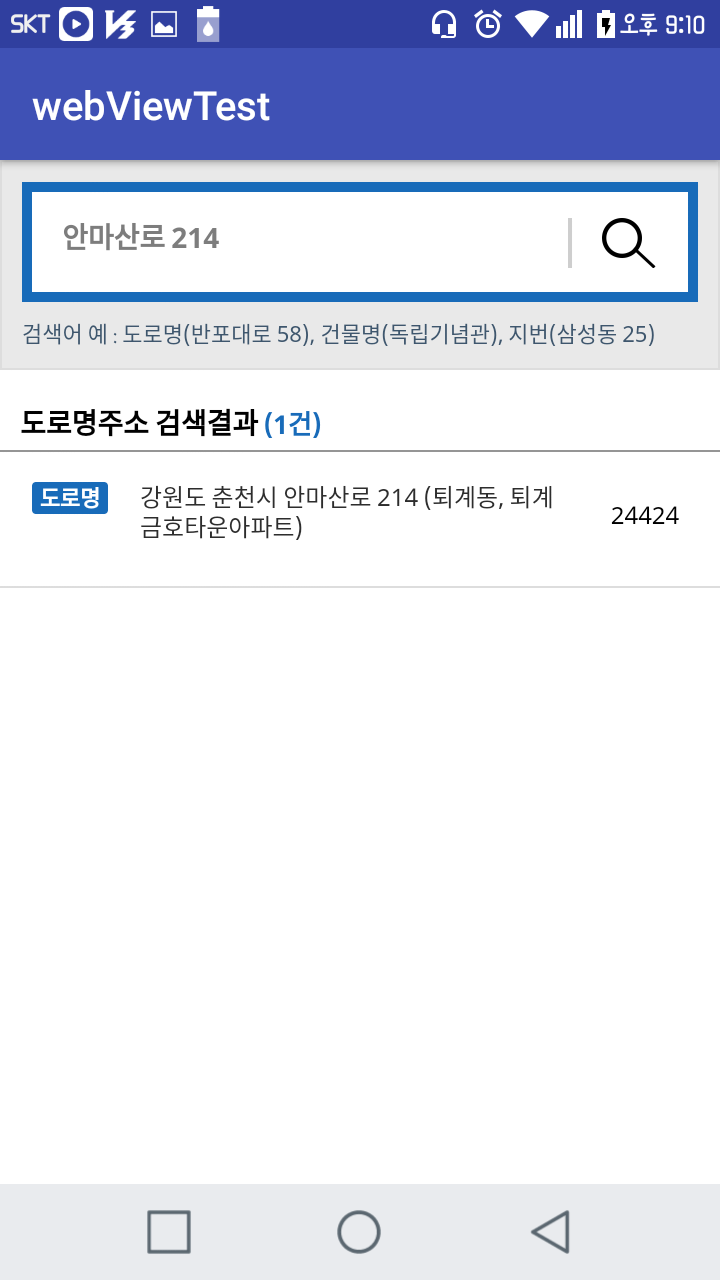 SKT 오후 9:10
webViewTest
안마산로 214
검색어 예 : 도로명(반포대로 58), 건물명(독립기념관), 지번(삼성동 25)
도로명주소 검색결과 (1건)
도로명 강원도 춘천시 안마산로 214 (퇴계동, 퇴계 24424
금호타운아파트)